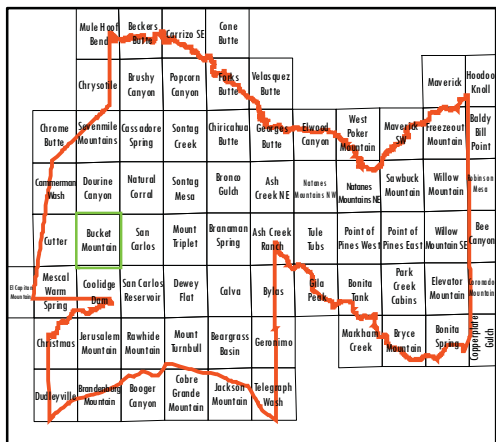 Mule Hoof
Bend
Beckers
Butte
Carrizo SE
Cone
Butte
Chrysotile
Brushy
Canyon
Popcorn
Canyon
Forks
Butte
Velasquez
Butte
Maverick
Hoodoo
Knoll
Chrome
Butte
Sevenmile
Mountains
Cassadore
Spring
Sontag
Creek
Chiricahua
Butte
Georges
Butte
Elwood
Canyon
West
Poker
Mountain
Maverick
SW
Freezeout
Mountain
Baldy
Bill
Point
Cammerman
Wash
Dourine
Canyon
Natural
Corral
Sontag
Mesa
Bronco
Gulch
Ash
Creek NE
Natanes
Mountains NW
Natanes
Mountains NE
Sawbuck
Mountain
Willow
Mountain
Robinson
Mesa
Cutter
Bucket
Mountain
San
Carlos
Mount
Triplet
Branaman
Spring
Ash Creek
Ranch
Tule
Tubs
Point of
Pines West
Point of
Pines East
Willow
Mountain SE
Bee
Canyon
El Capitan
Mountain
Mescal
Warm
Spring
Coolidge
Dam
San Carlos
Reservoir
Dewey
Flat
Calva
Bylas
Gila
Peak
Bonita
Tank
Park
Creek
Cabins
Elevator
Mountain
Coronado
Mountain
Christmas
Jerusalem
Mountain
Rawhide
Mountain
Mount
Turnbull
Beargrass
Basin
Geronimo
Markham
Creek
Bryce
Mountain
Bonita
Spring
Copperplate
Gulch
Dudleyville
Brandenburg
Mountain
Booger
Canyon
Cobre
Grande
Mountain
Jackson
Mountain
Telegraph
Wash